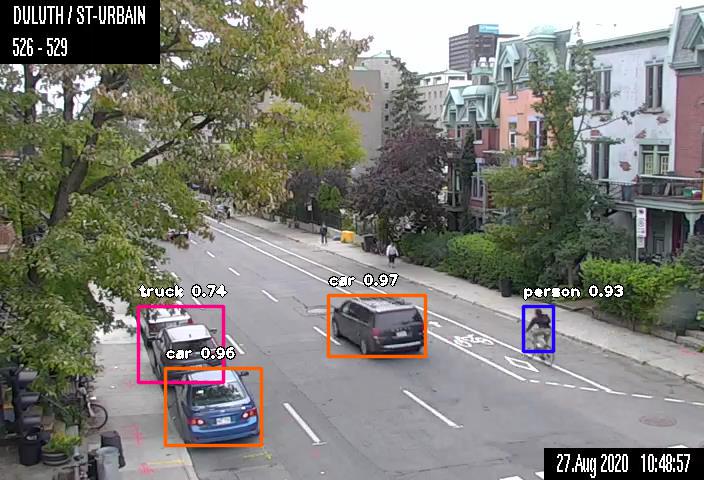 DULUTH / ST-URBAIN
526 - 529
truck 0.74
car 0.97
person 0.93
car 0.96
27.Aug 2020 10:48:57